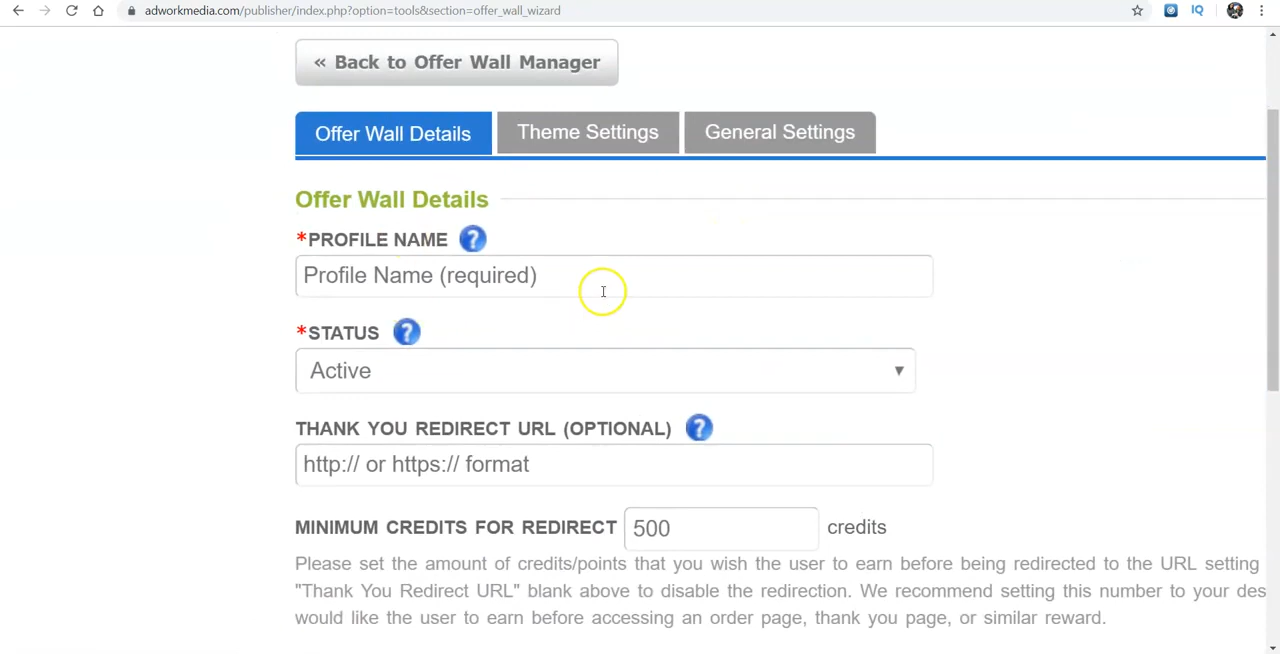 adworkmedia.com/publisher/index.php?option=tools&section=offer_wall_wizard
IQ
« Back to Offer Wall Manager
Offer Wall Details Theme Settings General Settings
Offer Wall Details
*PROFILE NAME ?
Profile Name (required)
*STATUS ?
Active
THANK YOU REDIRECT URL (OPTIONAL) ?
http:// or https:// format
MINIMUM CREDITS FOR REDIRECT 500 credits
Please set the amount of credits/points that you wish the user to earn before being redirected to the URL setting
"Thank You Redirect URL" blank above to disable the redirection. We recommend setting this number to your des
would like the user to earn before accessing an order page, thank you page, or similar reward.